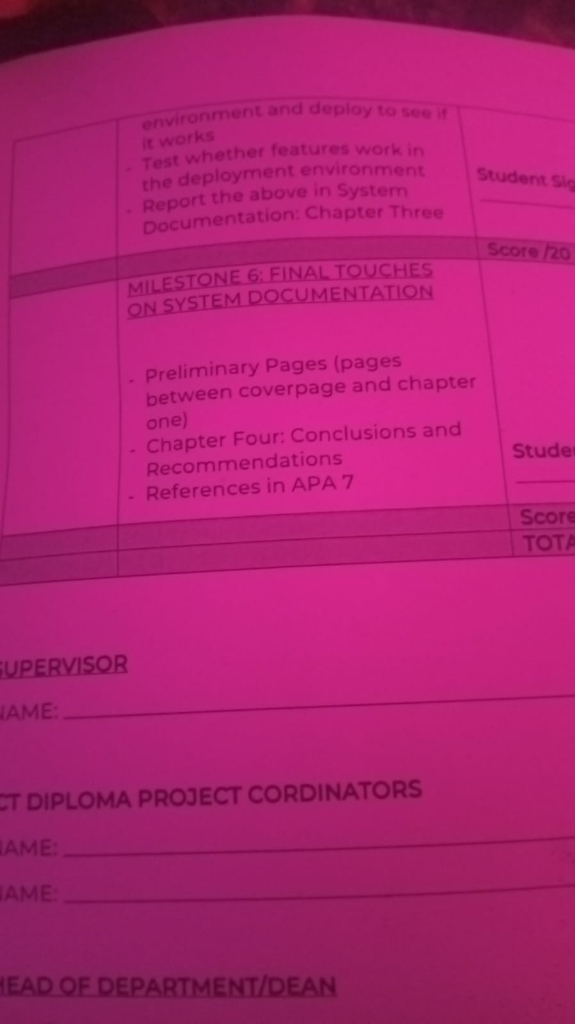 environment and deploy to see if
it works
- Test whether features work in
the deployment environment
- Report the above in System
Documentation: Chapter Three
Student Sig
Score /20
MILESTONE 6: FINAL TOUCHES
ON SYSTEM DOCUMENTATION
- Preliminary Pages (pages
between coverpage and chapter
one)
- Chapter Four: Conclusions and
Recommendations
- References in APA 7
Studen
Score
TOTA
SUPERVISOR
NAME:
CT DIPLOMA PROJECT CORDINATORS
NAME:
NAME:
HEAD OF DEPARTMENT/DEAN